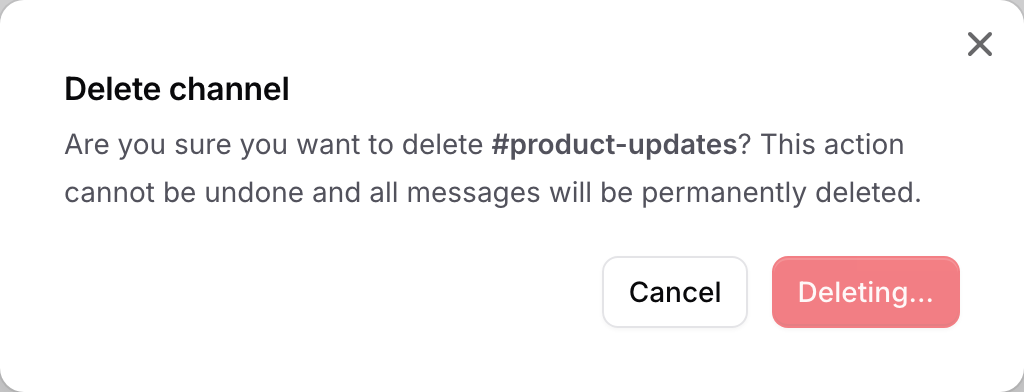 Delete channel
Are you sure you want to delete #product-updates? This action
cannot be undone and all messages will be permanently deleted.
Cancel
Deleting...